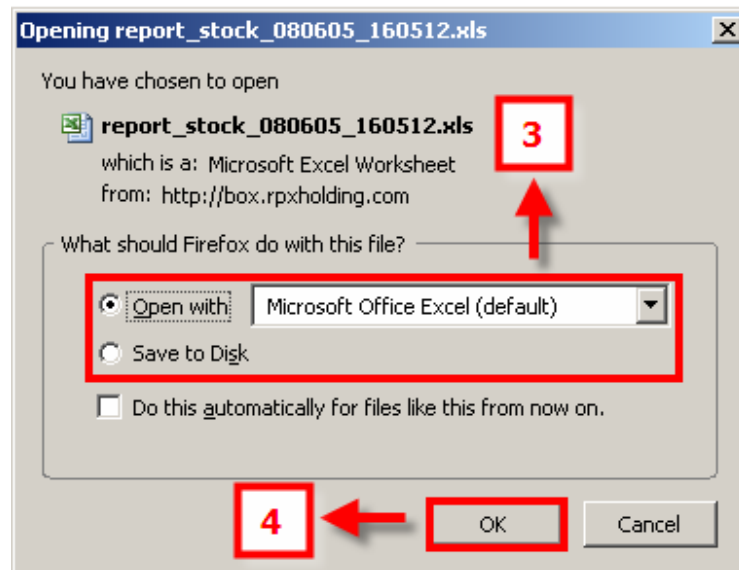 Opening report_stock_080605_160512.xls
You have chosen to open
report_stock_080605_160512.xls
3
which is a: Microsoft Excel Worksheet
from: http://box.rpxholding.com
What should Firefox do with this file?
Open with Microsoft Office Excel (default)
Save to Disk
Do this automatically for files like this from now on.
4 OK Cancel